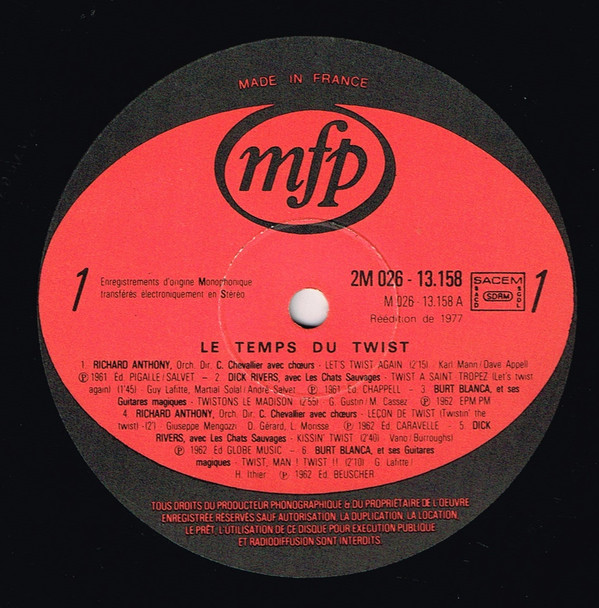 MADE IN FRANCE
mfp
1
Enregistrements d'origine Monophonique
transférés électroniquement en Stéréo
2M 026 - 13.158
M 026 - 13.158 A
Réédition de 1977
SACEM
SACD
SDRM
SGDL
1
LE TEMPS DU TWIST
1. RICHARD ANTHONY, Orch. Dir. C. Chevallier avec chœurs - LET'S TWIST AGAIN (2'15) Karl Mann/Dave Appell
Ⓟ 1961 Ed. PIGALLE/SALVET - 2. DICK RIVERS, avec Les Chats Sauvages - TWIST A SAINT-TROPEZ (Let's twist
again) (1'45) Guy Lafitte, Martial Solal/André Salvet Ⓟ 1961 Ed. CHAPPELL - 3. BURT BLANCA, et ses
Guitares magiques - TWISTONS LE MADISON (2'55) G. Gustin/M. Cassez Ⓟ 1962 EPM PM
4. RICHARD ANTHONY, Orch. Dir. C. Chevallier avec chœurs - LEÇON DE TWIST (Twistin' the
twist) - (2') Giuseppe Mengozzi D. Gérard, L. Morisse Ⓟ 1962 Ed. CARAVELLE - 5. DICK
RIVERS, avec Les Chats Sauvages - KISSIN' TWIST (2'40) Vano/Burroughs)
Ⓟ 1962 Ed GLOBE MUSIC - 6. BURT BLANCA, et ses Guitares
magiques - TWIST, MAN ! TWIST !! (2'10) G. Lafitte/
H. Ithier Ⓟ 1962 Ed. BEUSCHER
TOUS DROITS DU PRODUCTEUR PHONOGRAPHIQUE & DU PROPRIÉTAIRE DE L'OEUVRE
ENREGISTRÉE RÉSERVÉS SAUF AUTORISATION, LA DUPLICATION, LA LOCATION,
LE PRÊT, L'UTILISATION DE CE DISQUE POUR EXÉCUTION PUBLIQUE
ET RADIODIFFUSION SONT INTERDITS.